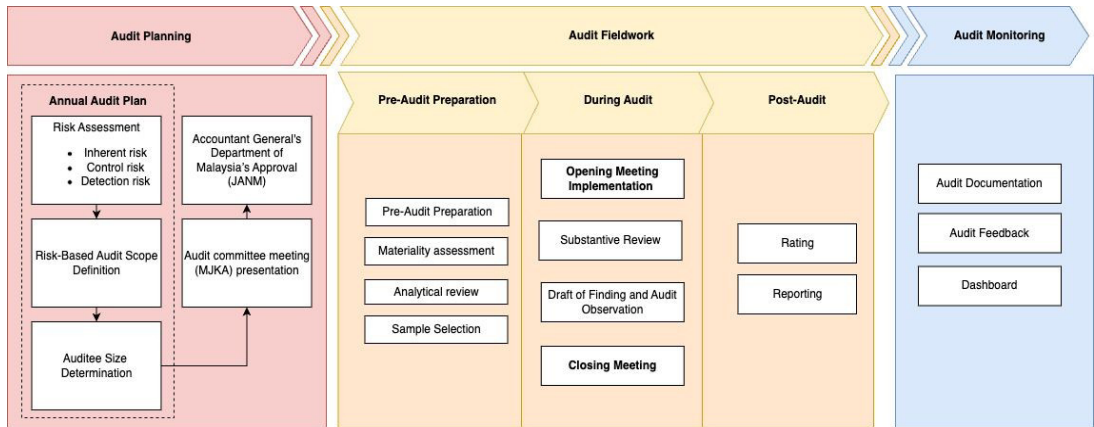 Audit Planning
Audit Fieldwork
Audit Monitoring
Annual Audit Plan
Risk Assessment
• Inherent risk
• Control risk
• Detection risk
Risk-Based Audit Scope
Definition
Auditee Size
Determination
Accountant General's
Department of
Malaysia's Approval
(JANM)
Audit committee meeting
(MJKA) presentation
Pre-Audit Preparation
Pre-Audit Preparation
Materiality assessment
Analytical review
Sample Selection
During Audit
Opening Meeting
Implementation
Substantive Review
Draft of Finding and Audit
Observation
Closing Meeting
Post-Audit
Rating
Reporting
Audit Documentation
Audit Feedback
Dashboard